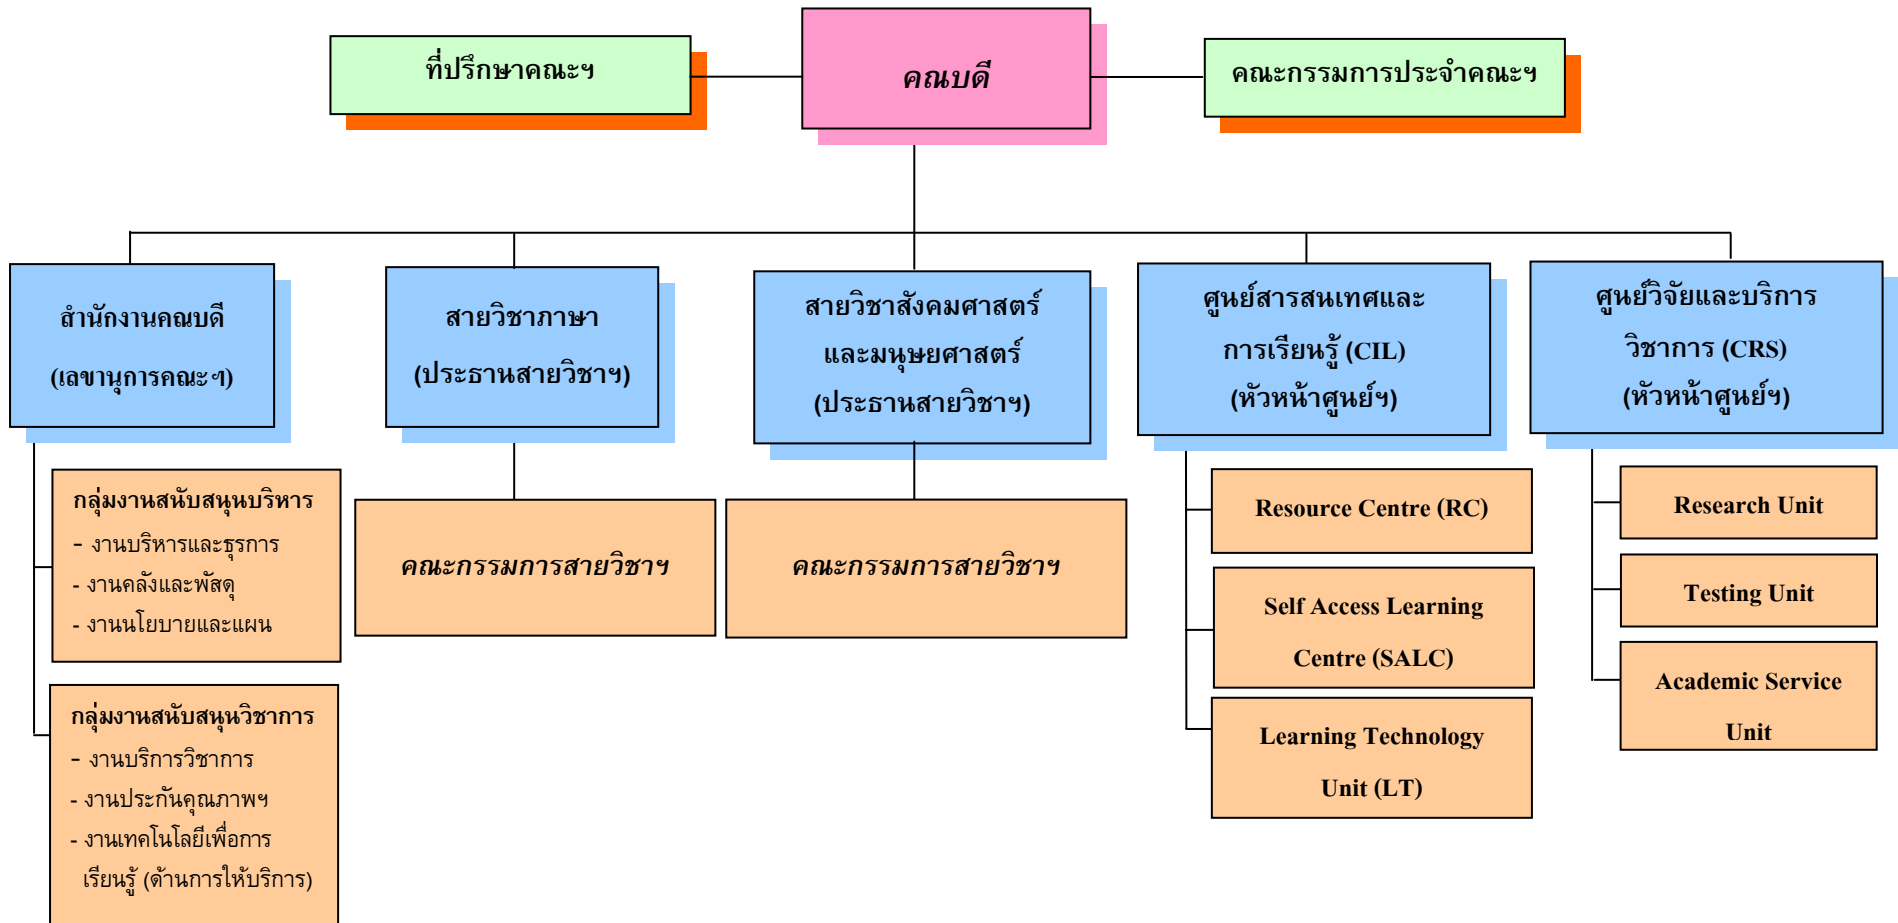 ที่ปรึกษาคณะฯ
คณบดี
คณะกรรมการประจำคณะฯ
สำนักงานคณบดี
(เลขานุการคณะฯ)
สายวิชาภาษา
(ประธานสายวิชาฯ)
สายวิชาสังคมศาสตร์
และมนุษยศาสตร์
(ประธานสายวิชาฯ)
ศูนย์สารสนเทศและ
การเรียนรู้ (CIL)
(หัวหน้าศูนย์ฯ)
ศูนย์วิจัยและบริการ
วิชาการ (CRS)
(หัวหน้าศูนย์ฯ)
กลุ่มงานสนับสนุนบริหาร
- งานบริหารและธุรการ
- งานคลังและพัสดุ
- งานนโยบายและแผน
กลุ่มงานสนับสนุนวิชาการ
- งานบริการวิชาการ
- งานประกันคุณภาพฯ
- งานเทคโนโลยีเพื่อการ
เรียนรู้ (ด้านการให้บริการ)
คณะกรรมการสายวิชาฯ
คณะกรรมการสายวิชาฯ
Resource Centre (RC)
Self Access Learning
Centre (SALC)
Learning Technology
Unit (LT)
Research Unit
Testing Unit
Academic Service
Unit